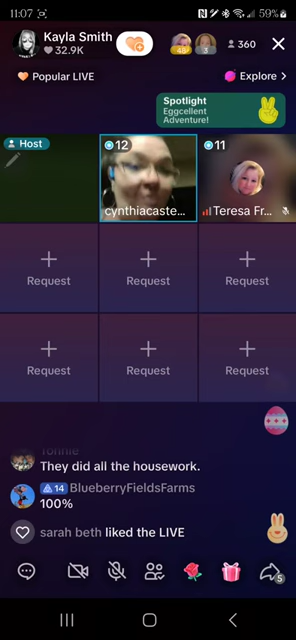 11:07
59%
Kayla Smith
32.9K
3
360
Popular LIVE
Explore >
Spotlight
Eggcellent
Adventure!
Host
12
11
cynthiacaste...
Teresa Fr...
Request
Request
Request
Request
Request
Request
They did all the housework.
14 BlueberryFieldsFarms
100%
sarah beth liked the LIVE
5